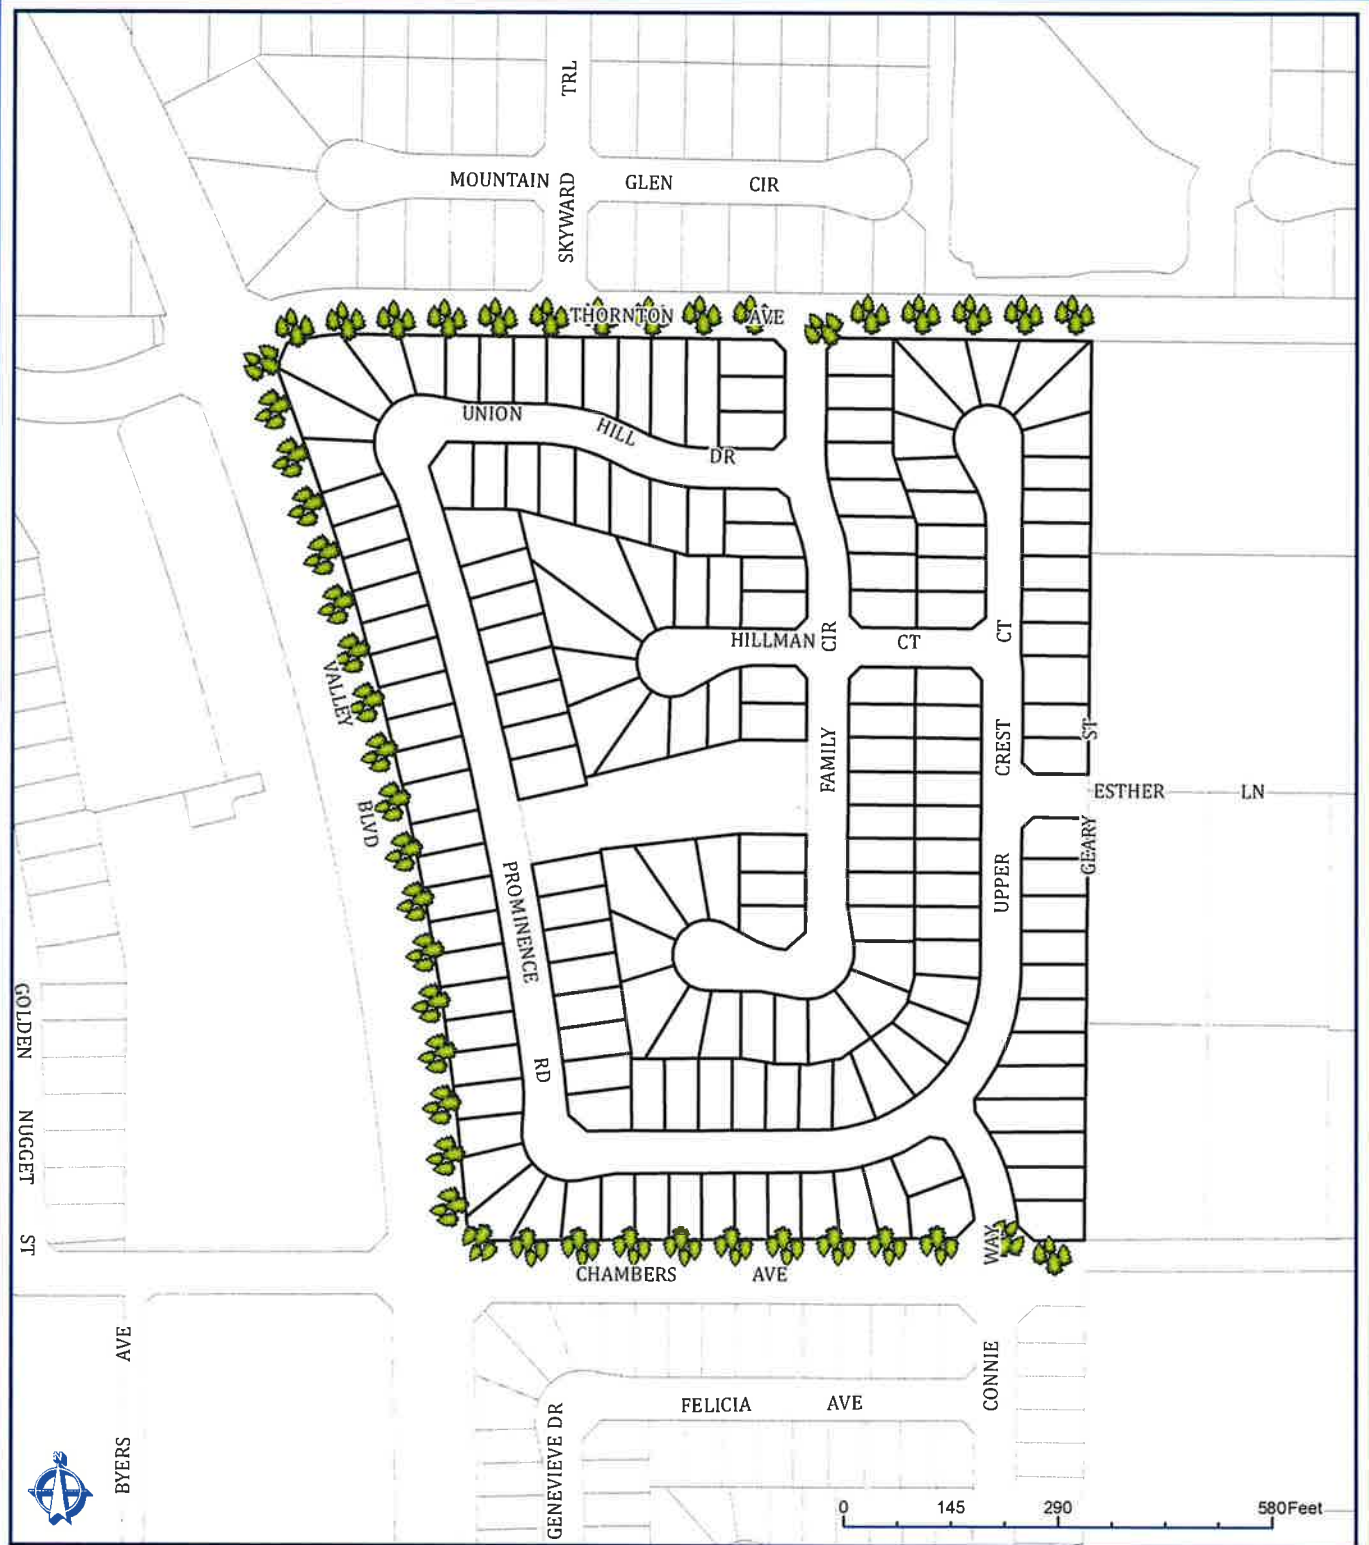 TRL
MOUNTAIN GLEN CIR
SKYWARD
THORNTON AVE
UNION HILL DR
HILLMAN CT
CIR
CT
VALLEY
FAMILY
CREST
ST
ESTHER LN
BLVD
GEARY
PROMINENCE
UPPER
RD
GOLDEN NUGGET ST
WAY
CHAMBERS AVE
AVE
CONNIE
FELICIA AVE
BYERS
GENEVIEVE DR
N
0 145 290 580 Feet